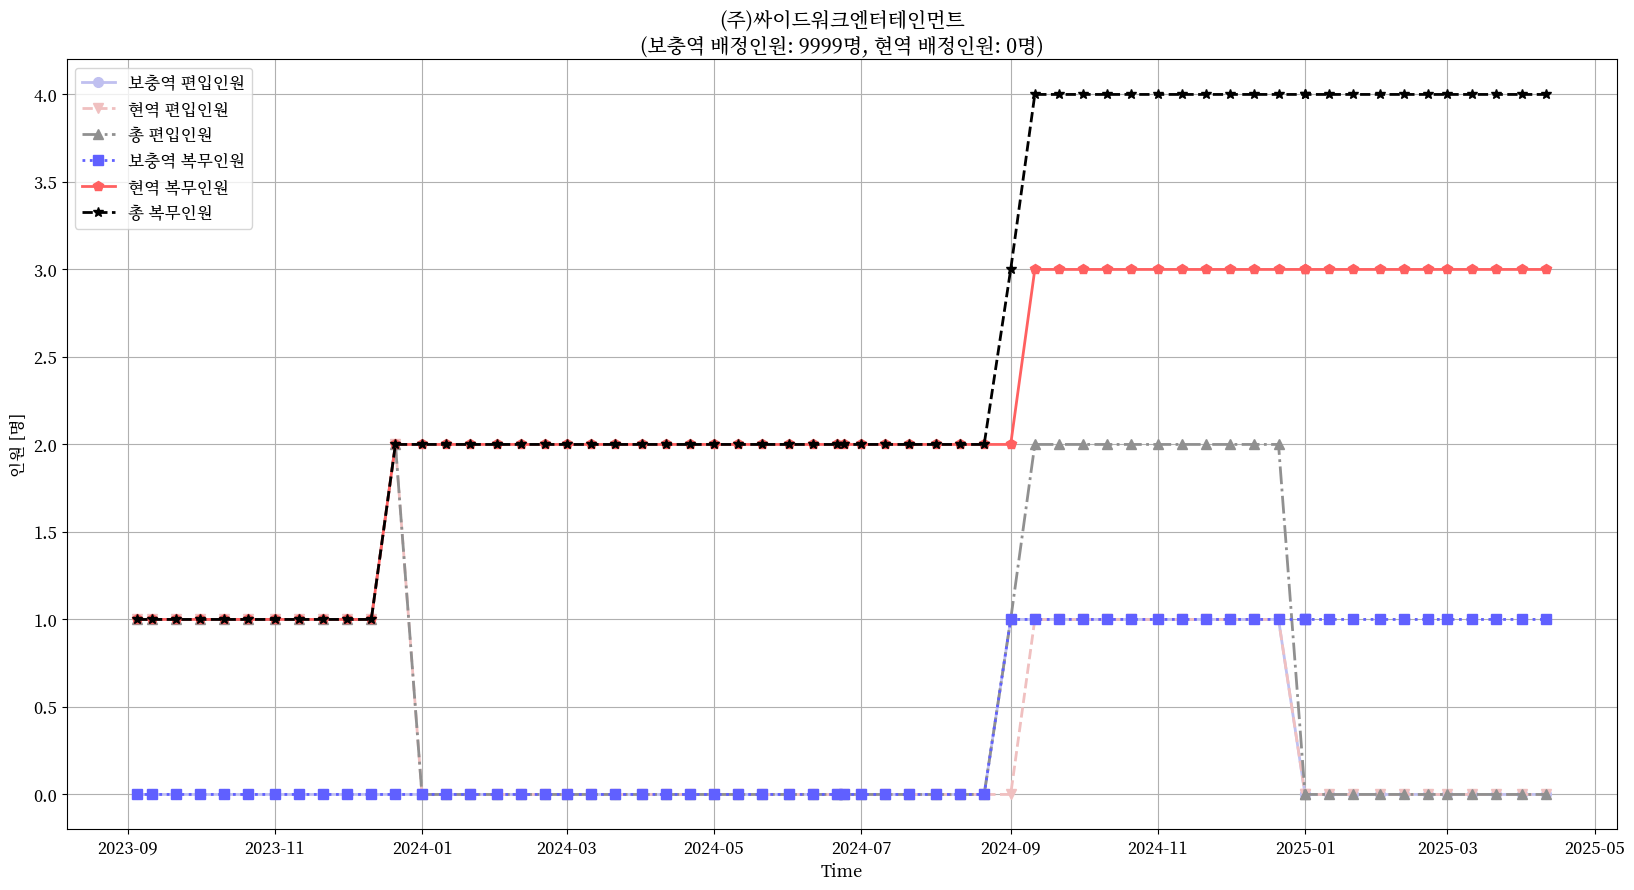 (주)싸이드워크엔터테인먼트
(보충역 배정인원: 9999명, 현역 배정인원: 0명)
보충역 편입인원
현역 편입인원
총 편입인원
보충역 복무인원
현역 복무인원
총 복무인원
4.0
3.5
3.0
2.5
2.0
1.5
1.0
0.5
0.0
인원 [명]
2023-09 2023-11 2024-01 2024-03 2024-05 2024-07 2024-09 2024-11 2025-01 2025-03 2025-05
Time